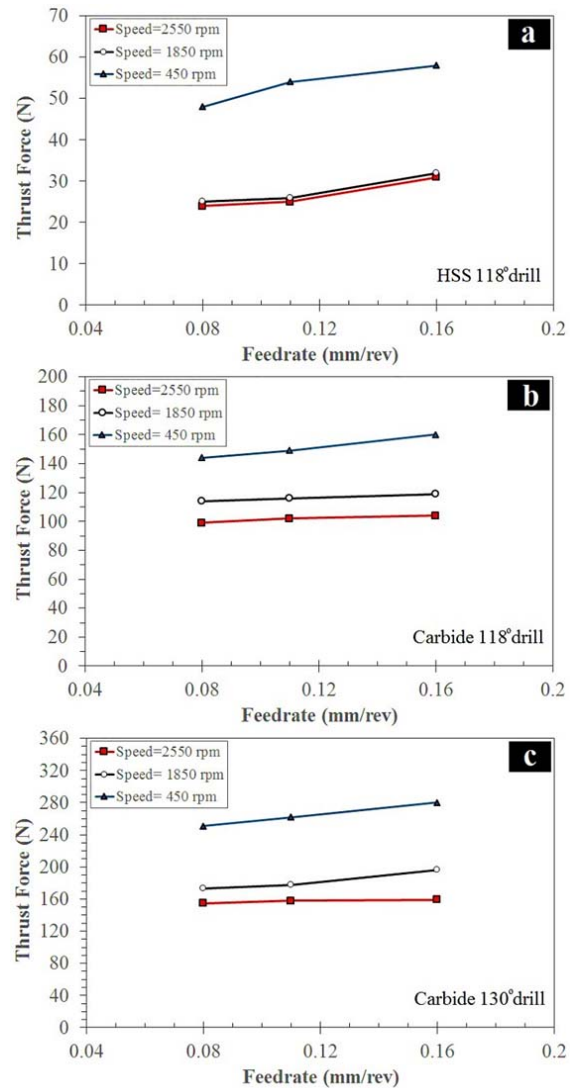 a
Speed=2550 rpm
Speed= 1850 rpm
Speed= 450 rpm
70
60
50
40
30
20
10
0
Thrust Force (N)
HSS 118°drill
0.04 0.08 0.12 0.16 0.2
Feedrate (mm/rev)
b
Speed=2550 rpm
Speed= 1850 rpm
Speed= 450 rpm
200
180
160
140
120
100
80
60
40
20
0
Thrust Force (N)
Carbide 118°drill
0.04 0.08 0.12 0.16 0.2
Feedrate (mm/rev)
c
Speed=2550 rpm
Speed= 1850 rpm
Speed= 450 rpm
360
320
280
240
200
160
120
80
40
0
Thrust Force (N)
Carbide 130°drill
0.04 0.08 0.12 0.16 0.2
Feedrate (mm/rev)